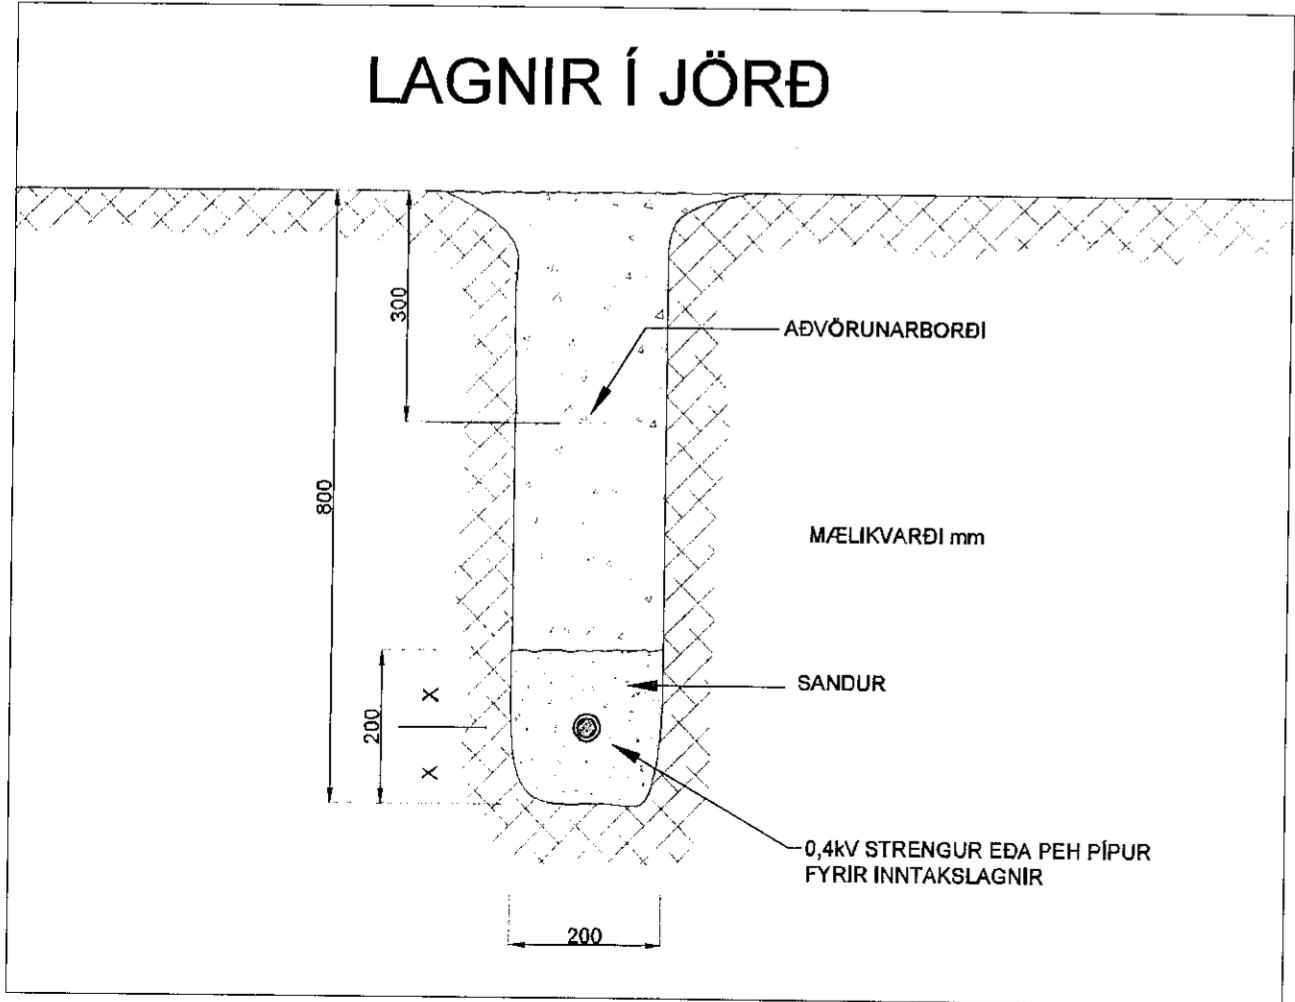 LAGNIR Í JÖRÐ
300
AÐVÖRUNARBORÐI
800
MÆLIKVARÐI mm
SANDUR
X
200
X
0,4kV STRENGUR EÐA PEH PÍPUR
FYRIR INNTAKSLAGNIR
200